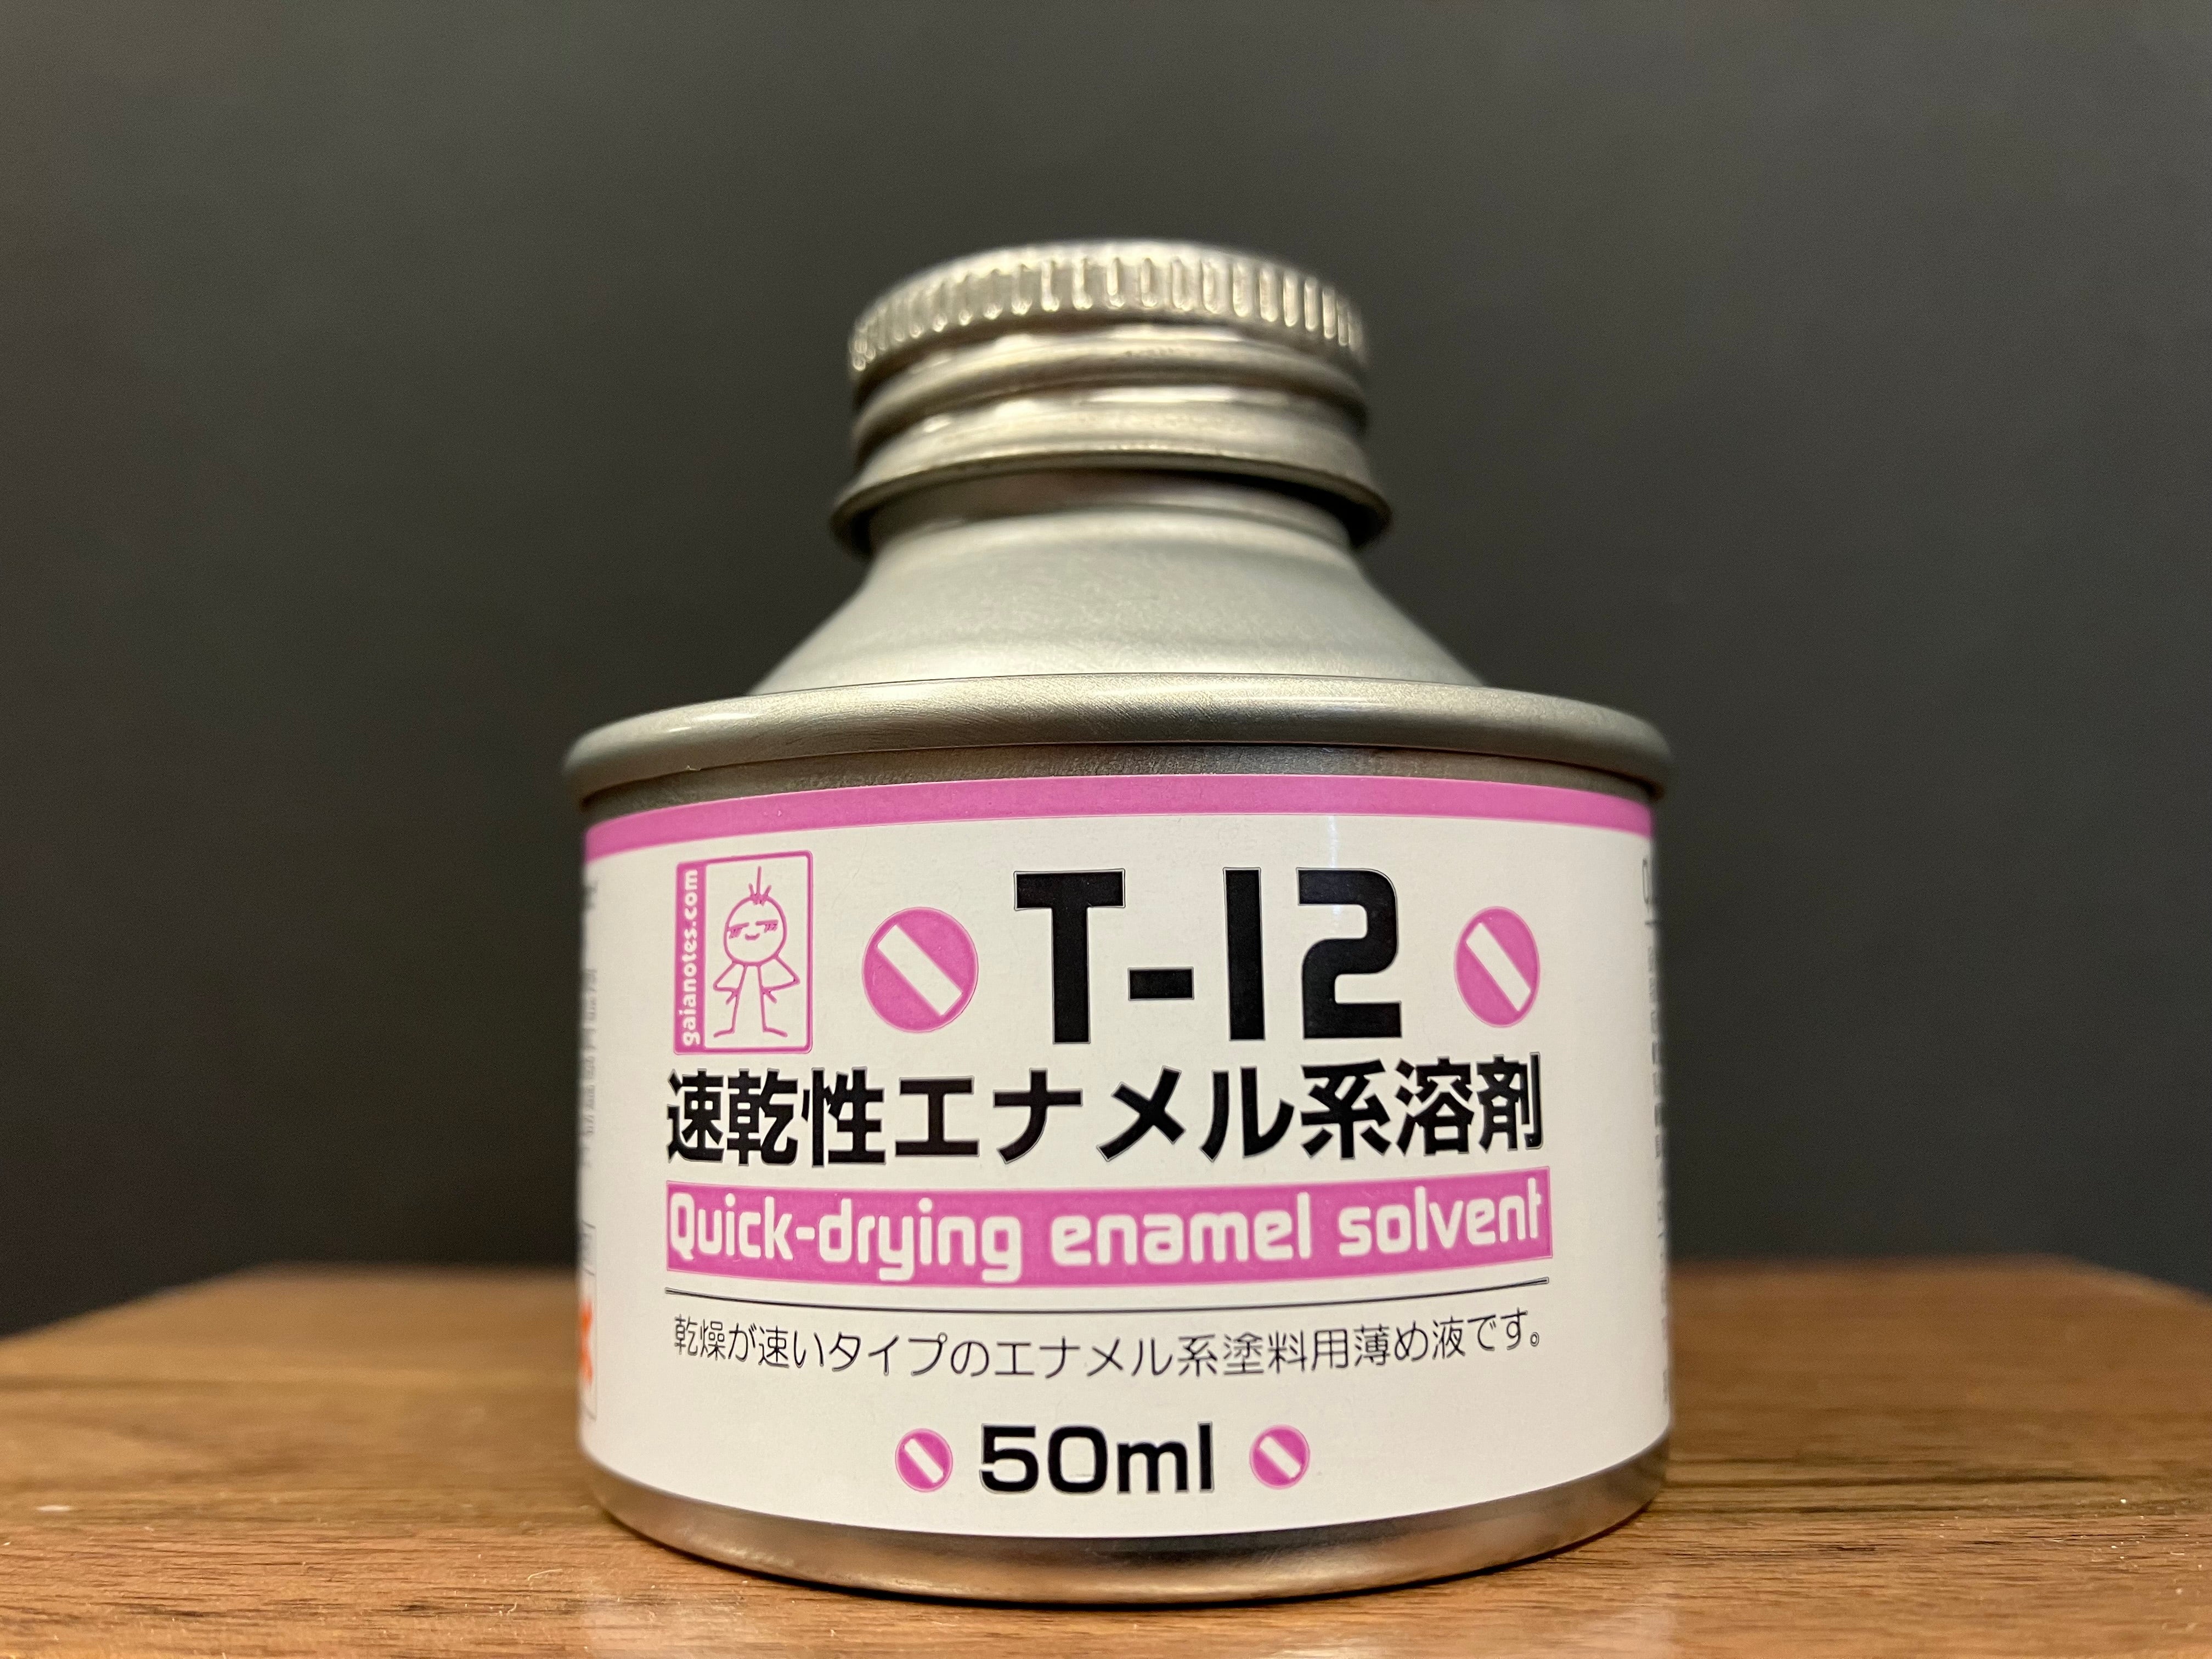 gaianotes.com
T-12
速乾性エナメル系溶剤
Quick-drying enamel solvent
乾燥が速いタイプのエナメル系塗料用薄め液です。
50ml